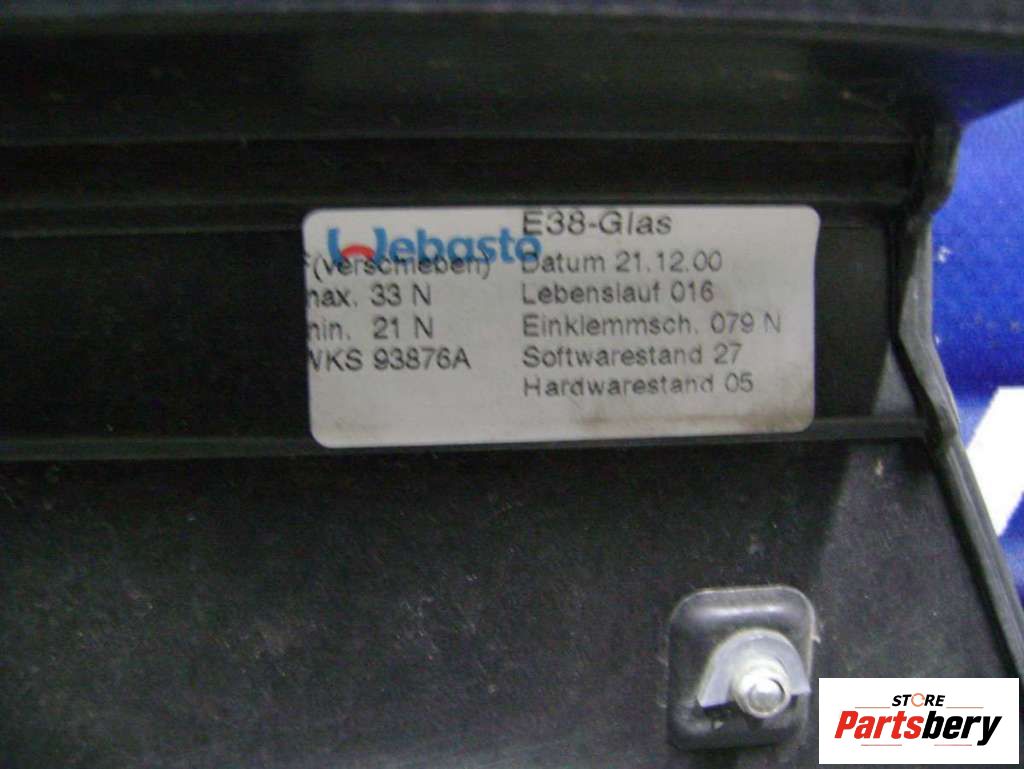 Webasto
F(verschieben)
max. 33 N
min. 21 N
WKS 93876A
E38-Glas
Datum 21.12.00
Lebenslauf 016
Einklemmsch. 079 N
Softwarestand 27
Hardwarestand 05
STORE
Partsbery